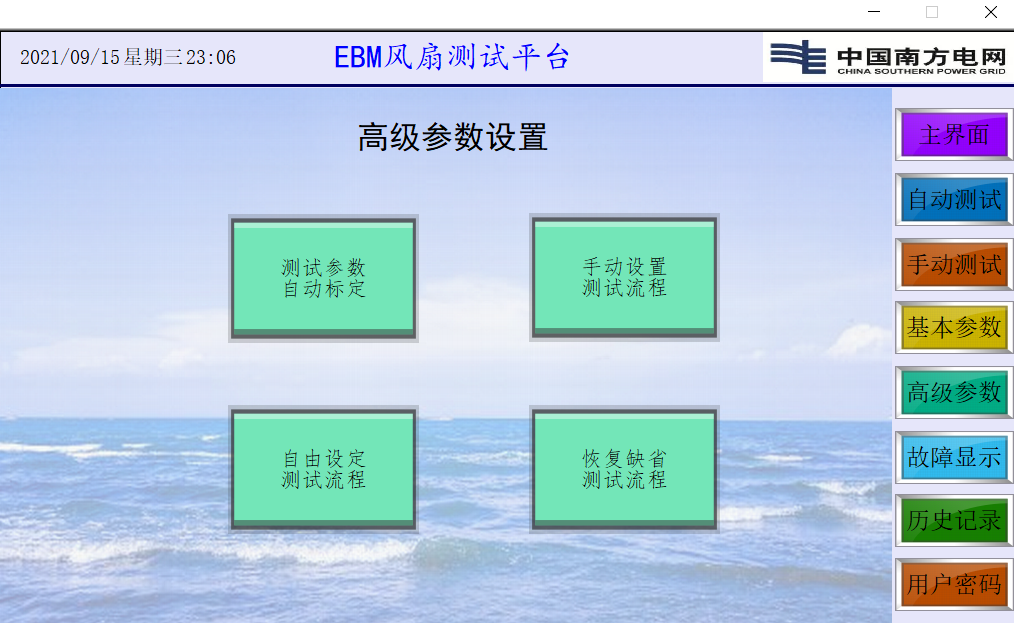 2021/09/15 星期三 23:06
EBM风扇测试平台
中国南方电网
CHINA SOUTHERN POWER GRID
高级参数设置
测试参数
自动标定
手动设置
测试流程
自由设定
测试流程
恢复缺省
测试流程
主界面
自动测试
手动测试
基本参数
高级参数
故障显示
历史记录
用户密码